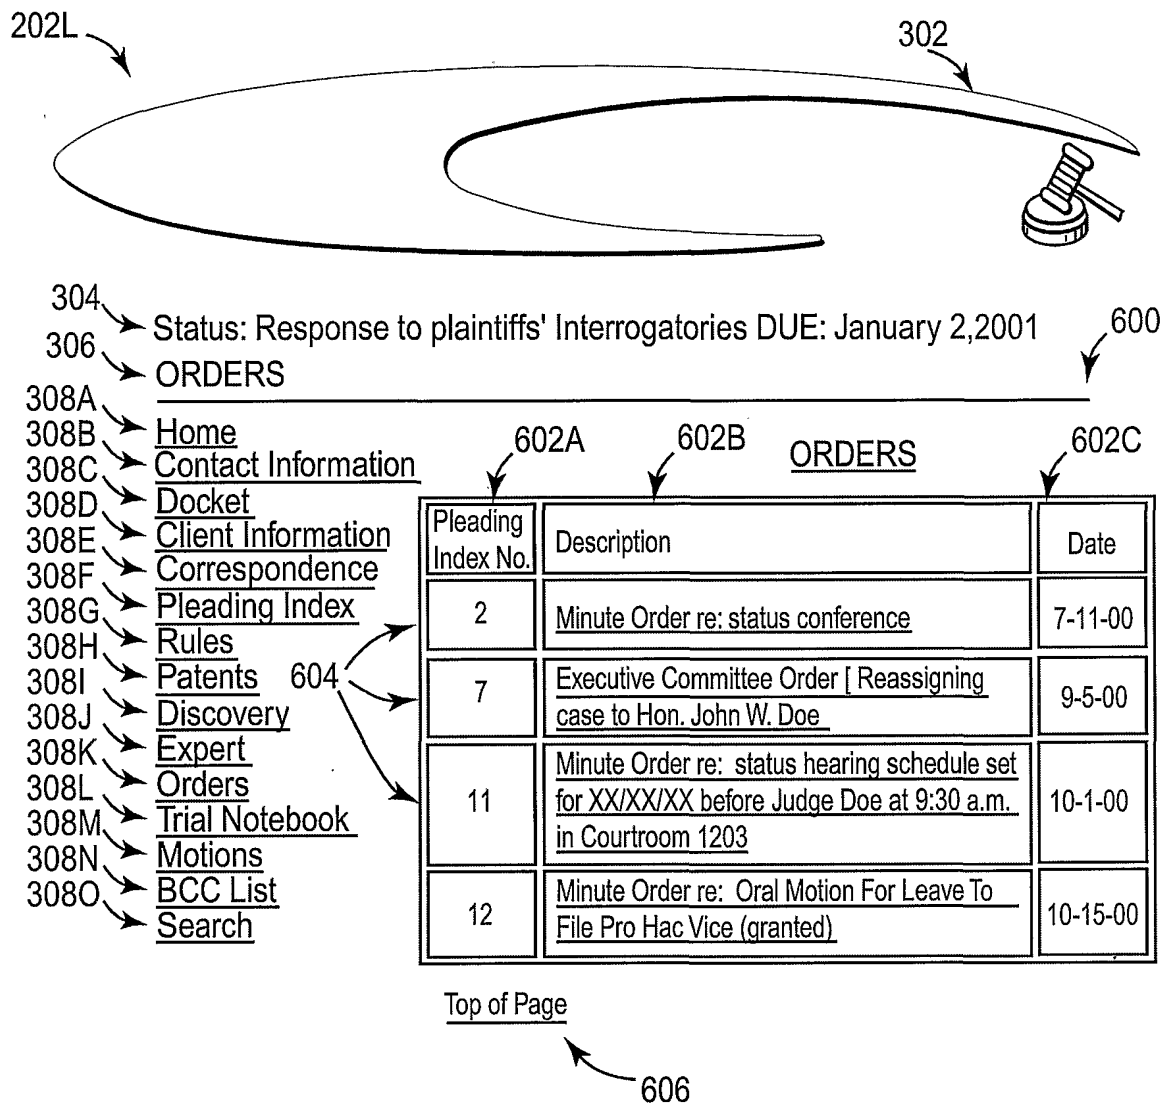 202L
302
304
Status: Response to plaintiffs' Interrogatories DUE: January 2,2001
600
306
ORDERS
308A
Home
308B
Contact Information
308C
Docket
308D
Client Information
308E
Correspondence
308F
Pleading Index
308G
Rules
308H
Patents
308I
Discovery
308J
Expert
308K
Orders
308L
Trial Notebook
308M
Motions
308N
BCC List
308O
Search
602A
602B
ORDERS
602C
Pleading
Index No.
Description
Date
604
2
Minute Order re: status conference
7-11-00
7
Executive Committee Order [ Reassigning
case to Hon. John W. Doe
9-5-00
11
Minute Order re: status hearing schedule set
for XX/XX/XX before Judge Doe at 9:30 a.m.
in Courtroom 1203
10-1-00
12
Minute Order re: Oral Motion For Leave To
File Pro Hac Vice (granted)
10-15-00
Top of Page
606